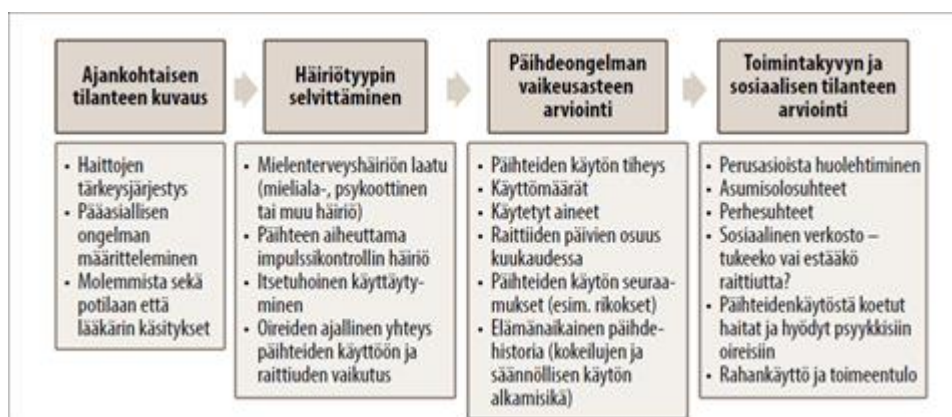 Ajankohtaisen
tilanteen kuvaus
• Haittojen
tärkeysjärjestys
• Pääasiallisen
ongelman
määritteleminen
• Molemmista sekä
potilaan että
lääkärin käsitykset
Häiriötyypin
selvittäminen
• Mielenterveyshäiriön laatu
(mieliala-, psykoottinen
tai muu häiriö)
• Päihteen aiheuttama
impulssikontrollin häiriö
• Itsetuhoinen käyttäyty-
minen
• Oireiden ajallinen yhteys
päihteiden käyttöön ja
raittiuden vaikutus
Päihdeongelman
vaikeusasteen
arviointi
• Päihteiden käytön tiheys
• Käyttömäärät
• Käytetyt aineet
• Raittiiden päivien osuus
kuukaudessa
• Päihteiden käytön seuraa-
mukset (esim. rikokset)
• Elämänaikainen päihde-
historia (kokeilujen ja
säännöllisen käytön
alkamisikä)
Toimintakyvyn ja
sosiaalisen tilanteen
arviointi
• Perusasioista huolehtiminen
• Asumisolosuhteet
• Perhesuhteet
• Sosiaalinen verkosto –
tukeeko vai estääkö
raittiutta?
• Päihteidenkäytöstä koetut
haitat ja hyödyt psyykkisiin
oireisiin
• Rahankäyttö ja toimeentulo